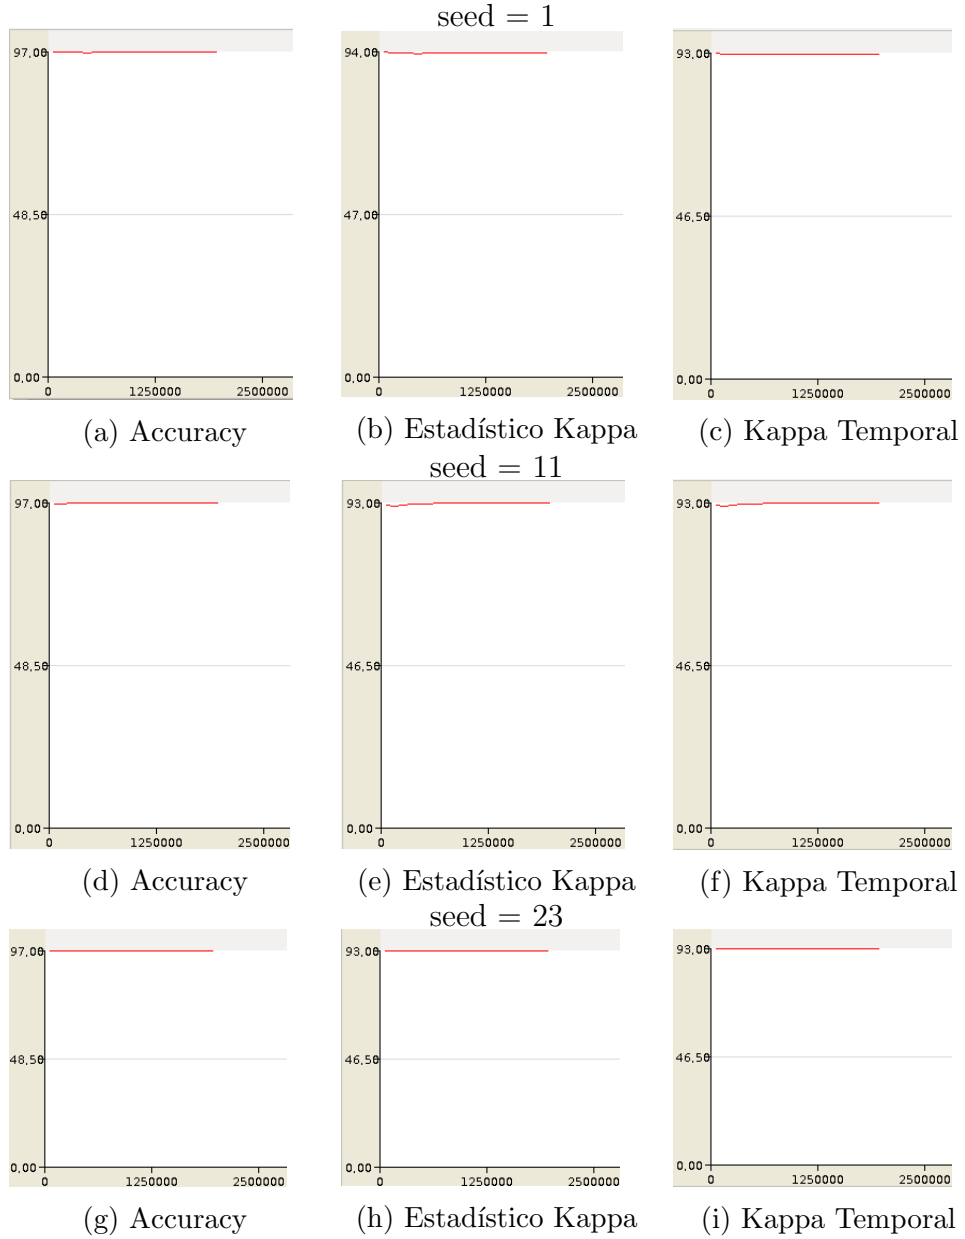 seed = 1
97,00 94,00 93,00
48,50 47,00 46,50
0,00 0,00 0,00
0 1250000 2500000 0 1250000 2500000 0 1250000 2500000
(a) Accuracy (b) Estadístico Kappa (c) Kappa Temporal
seed = 11
97,00 93,00 93,00
48,50 46,50 46,50
0,00 0,00 0,00
0 1250000 2500000 0 1250000 2500000 0 1250000 2500000
(d) Accuracy (e) Estadístico Kappa (f) Kappa Temporal
seed = 23
97,00 93,00 93,00
48,50 46,50 46,50
0,00 0,00 0,00
0 1250000 2500000 0 1250000 2500000 0 1250000 2500000
(g) Accuracy (h) Estadístico Kappa (i) Kappa Temporal